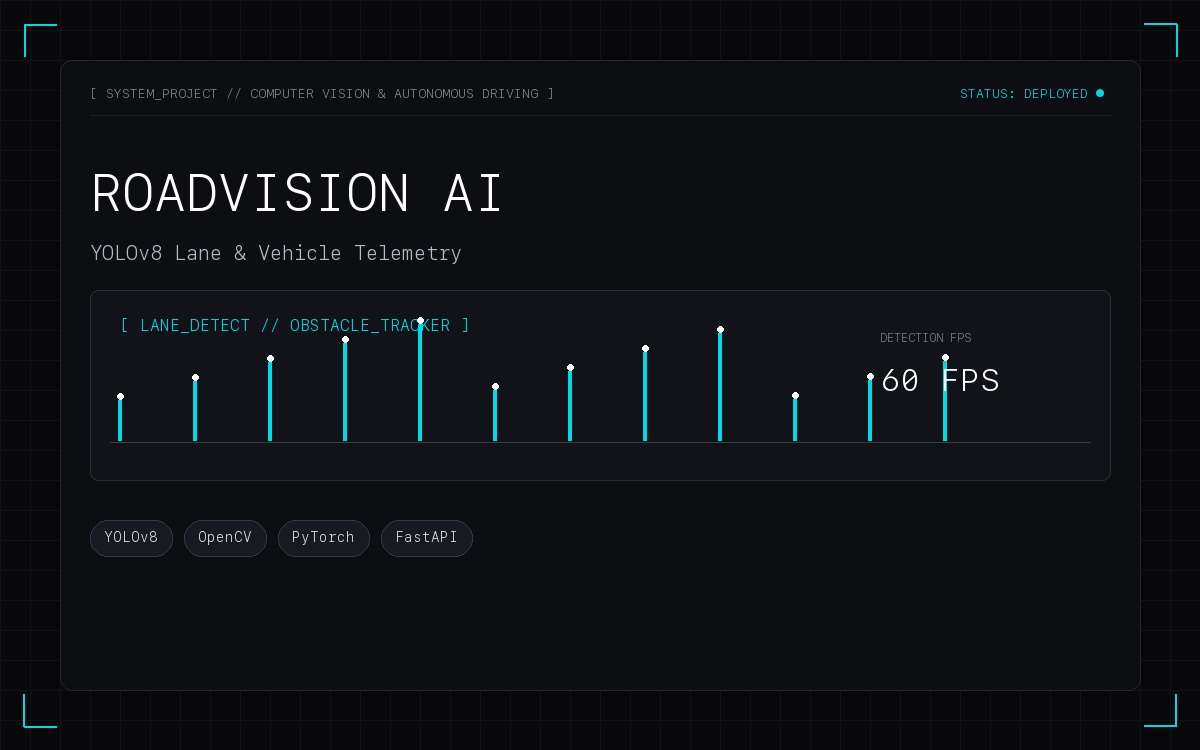 [ SYSTEM_PROJECT // COMPUTER VISION & AUTONOMOUS DRIVING ]
STATUS: DEPLOYED
ROADVISION AI
YOLOv8 Lane & Vehicle Telemetry
[ LANE_DETECT // OBSTACLE_TRACKER ]
DETECTION FPS
60 FPS
YOLOv8
OpenCV
PyTorch
FastAPI